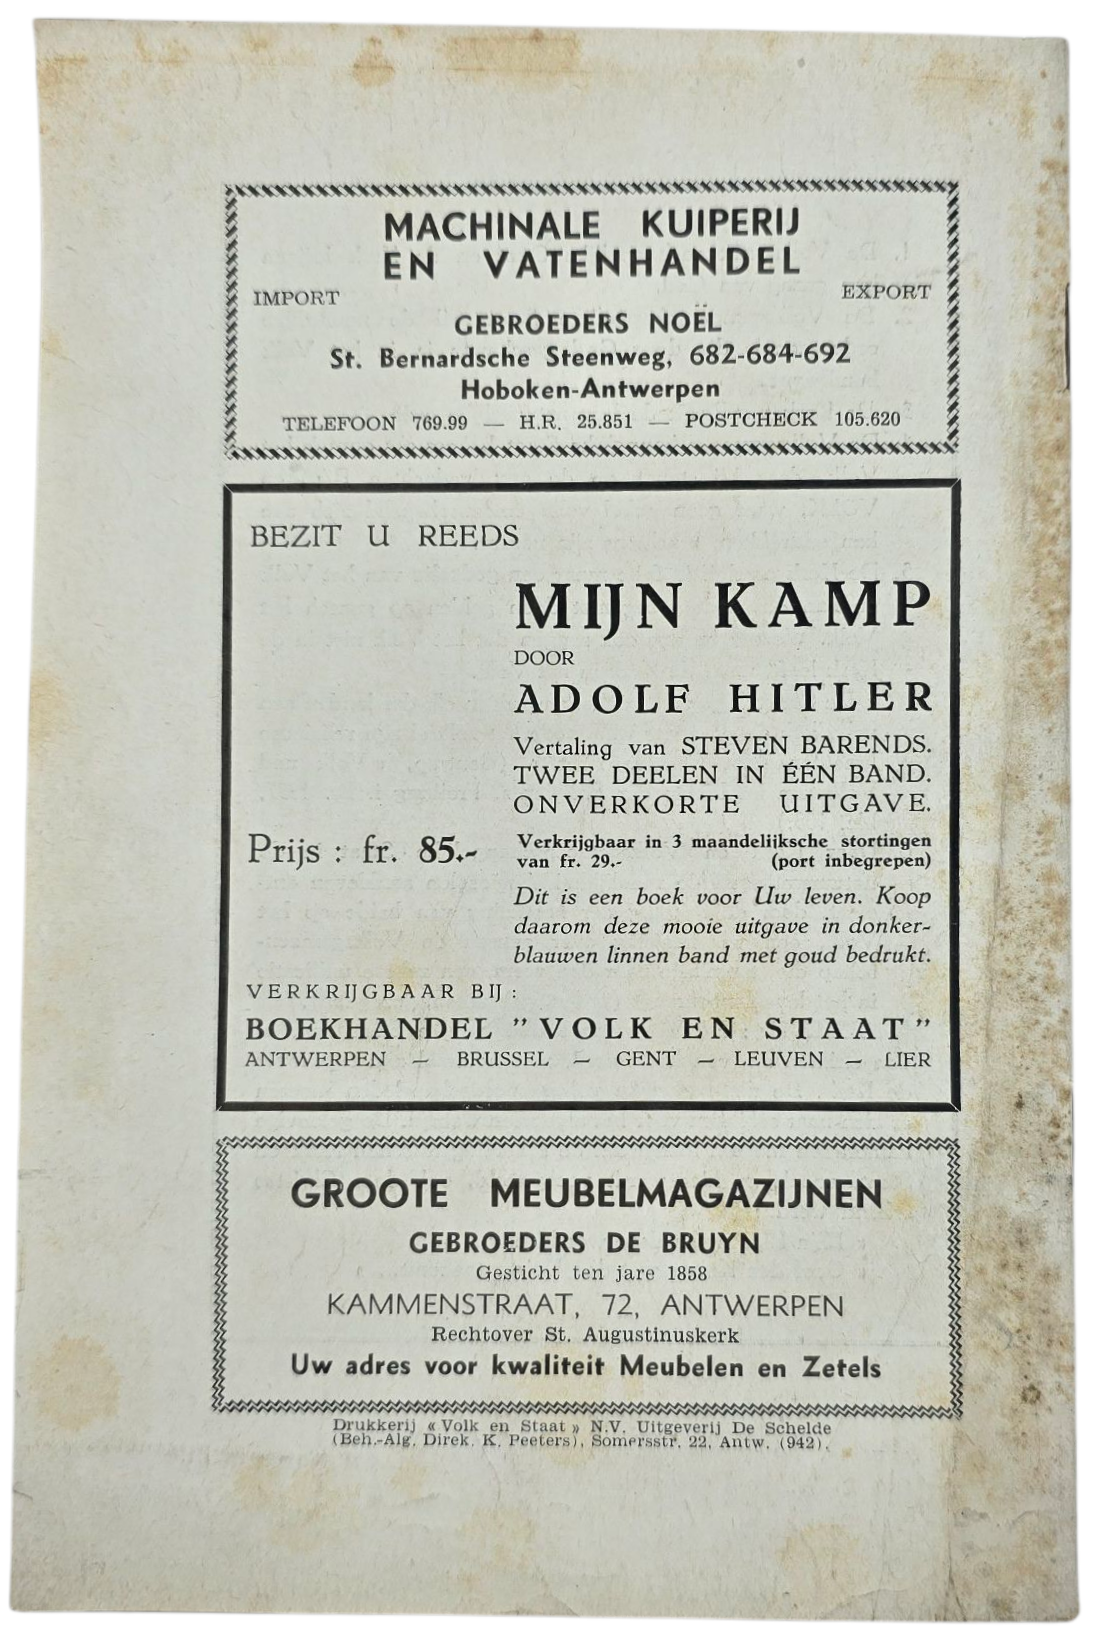 MACHINALE KUIPERIJ
EN VATENHANDEL
IMPORT EXPORT
GEBROEDERS NOËL
St. Bernardsche Steenweg, 682-684-692
Hoboken-Antwerpen
TELEFOON 769.99 — H.R. 25.851 — POSTCHECK 105.620
BEZIT U REEDS
MIJN KAMP
DOOR
ADOLF HITLER
Vertaling van STEVEN BARENDS.
TWEE DEELEN IN ÉÉN BAND.
ONVERKORTE UITGAVE.
Prijs : fr. 85.-
Verkrijgbaar in 3 maandelijksche stortingen
van fr. 29.- (port inbegrepen)
Dit is een boek voor Uw leven. Koop
daarom deze mooie uitgave in donker-
blauwen linnen band met goud bedrukt.
VERKRIJGBAAR BIJ :
BOEKHANDEL "VOLK EN STAAT"
ANTWERPEN — BRUSSEL — GENT — LEUVEN — LIER
GROOTE MEUBELMAGAZIJNEN
GEBROEDERS DE BRUYN
Gesticht ten jare 1858
KAMMENSTRAAT, 72, ANTWERPEN
Rechtover St. Augustinuskerk
Uw adres voor kwaliteit Meubelen en Zetels
Drukkerij « Volk en Staat » N.V. Uitgeverij De Schelde
(Beh.-Alg. Direk. K. Peeters), Somersstr. 22, Antw. (942).